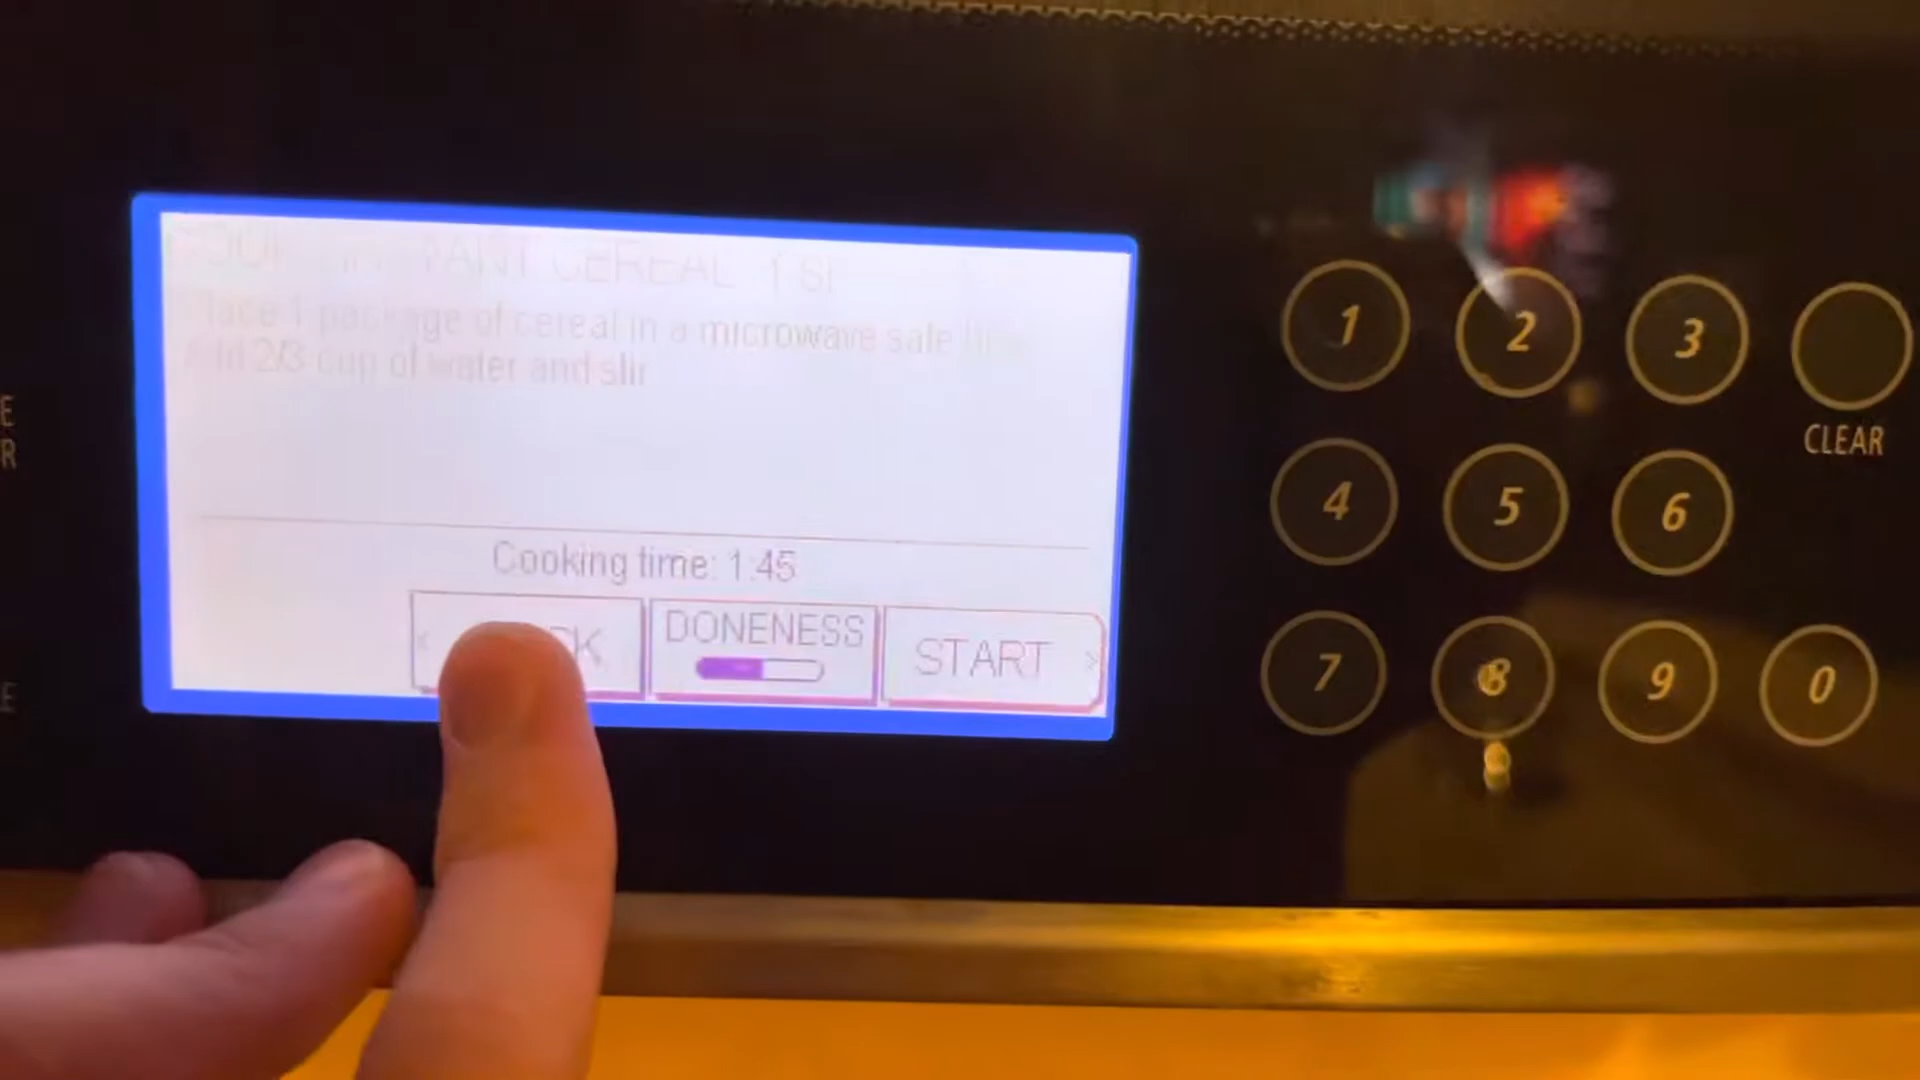 CEREAL 1
Place 1 package of cereal in a microwave safe
Add 2/3 cup of water and stir
Cooking time: 1:45
DONENESS
START
1
2
3
CLEAR
4
5
6
7
8
9
0
E
R
E